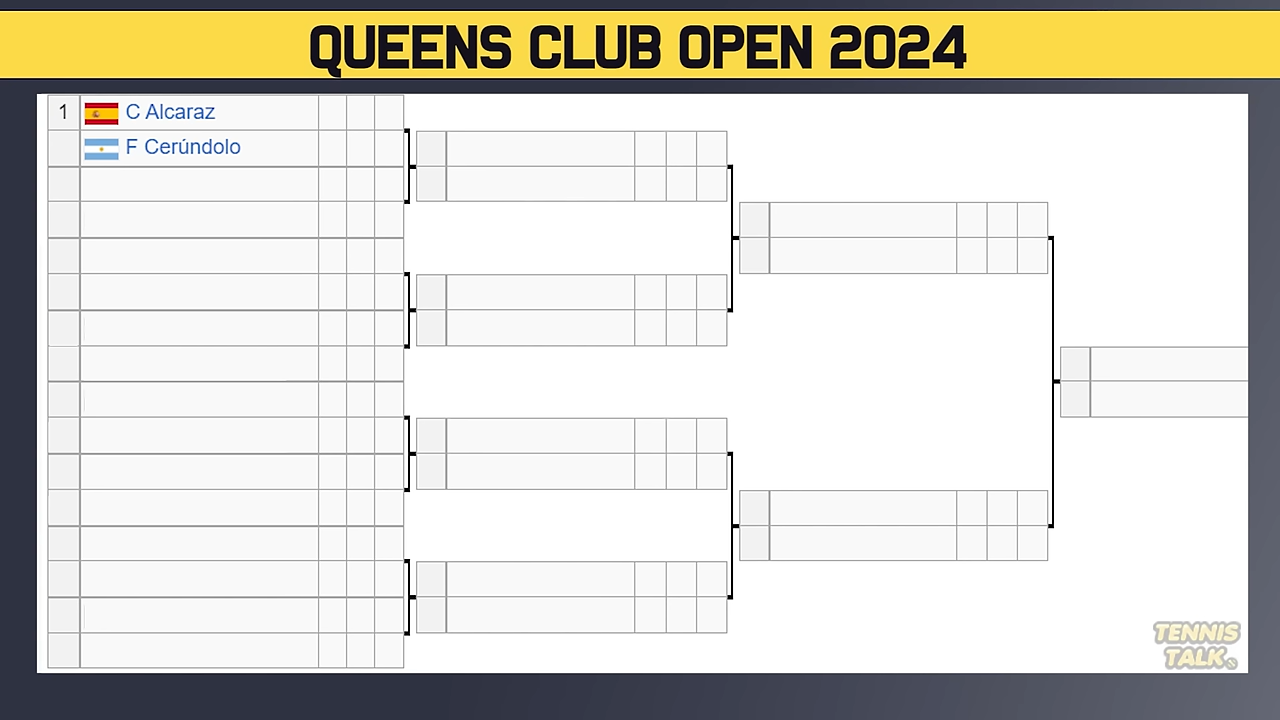 QUEENS CLUB OPEN 2024
1 C Alcaraz
F Cerúndolo
TENNIS
TALK